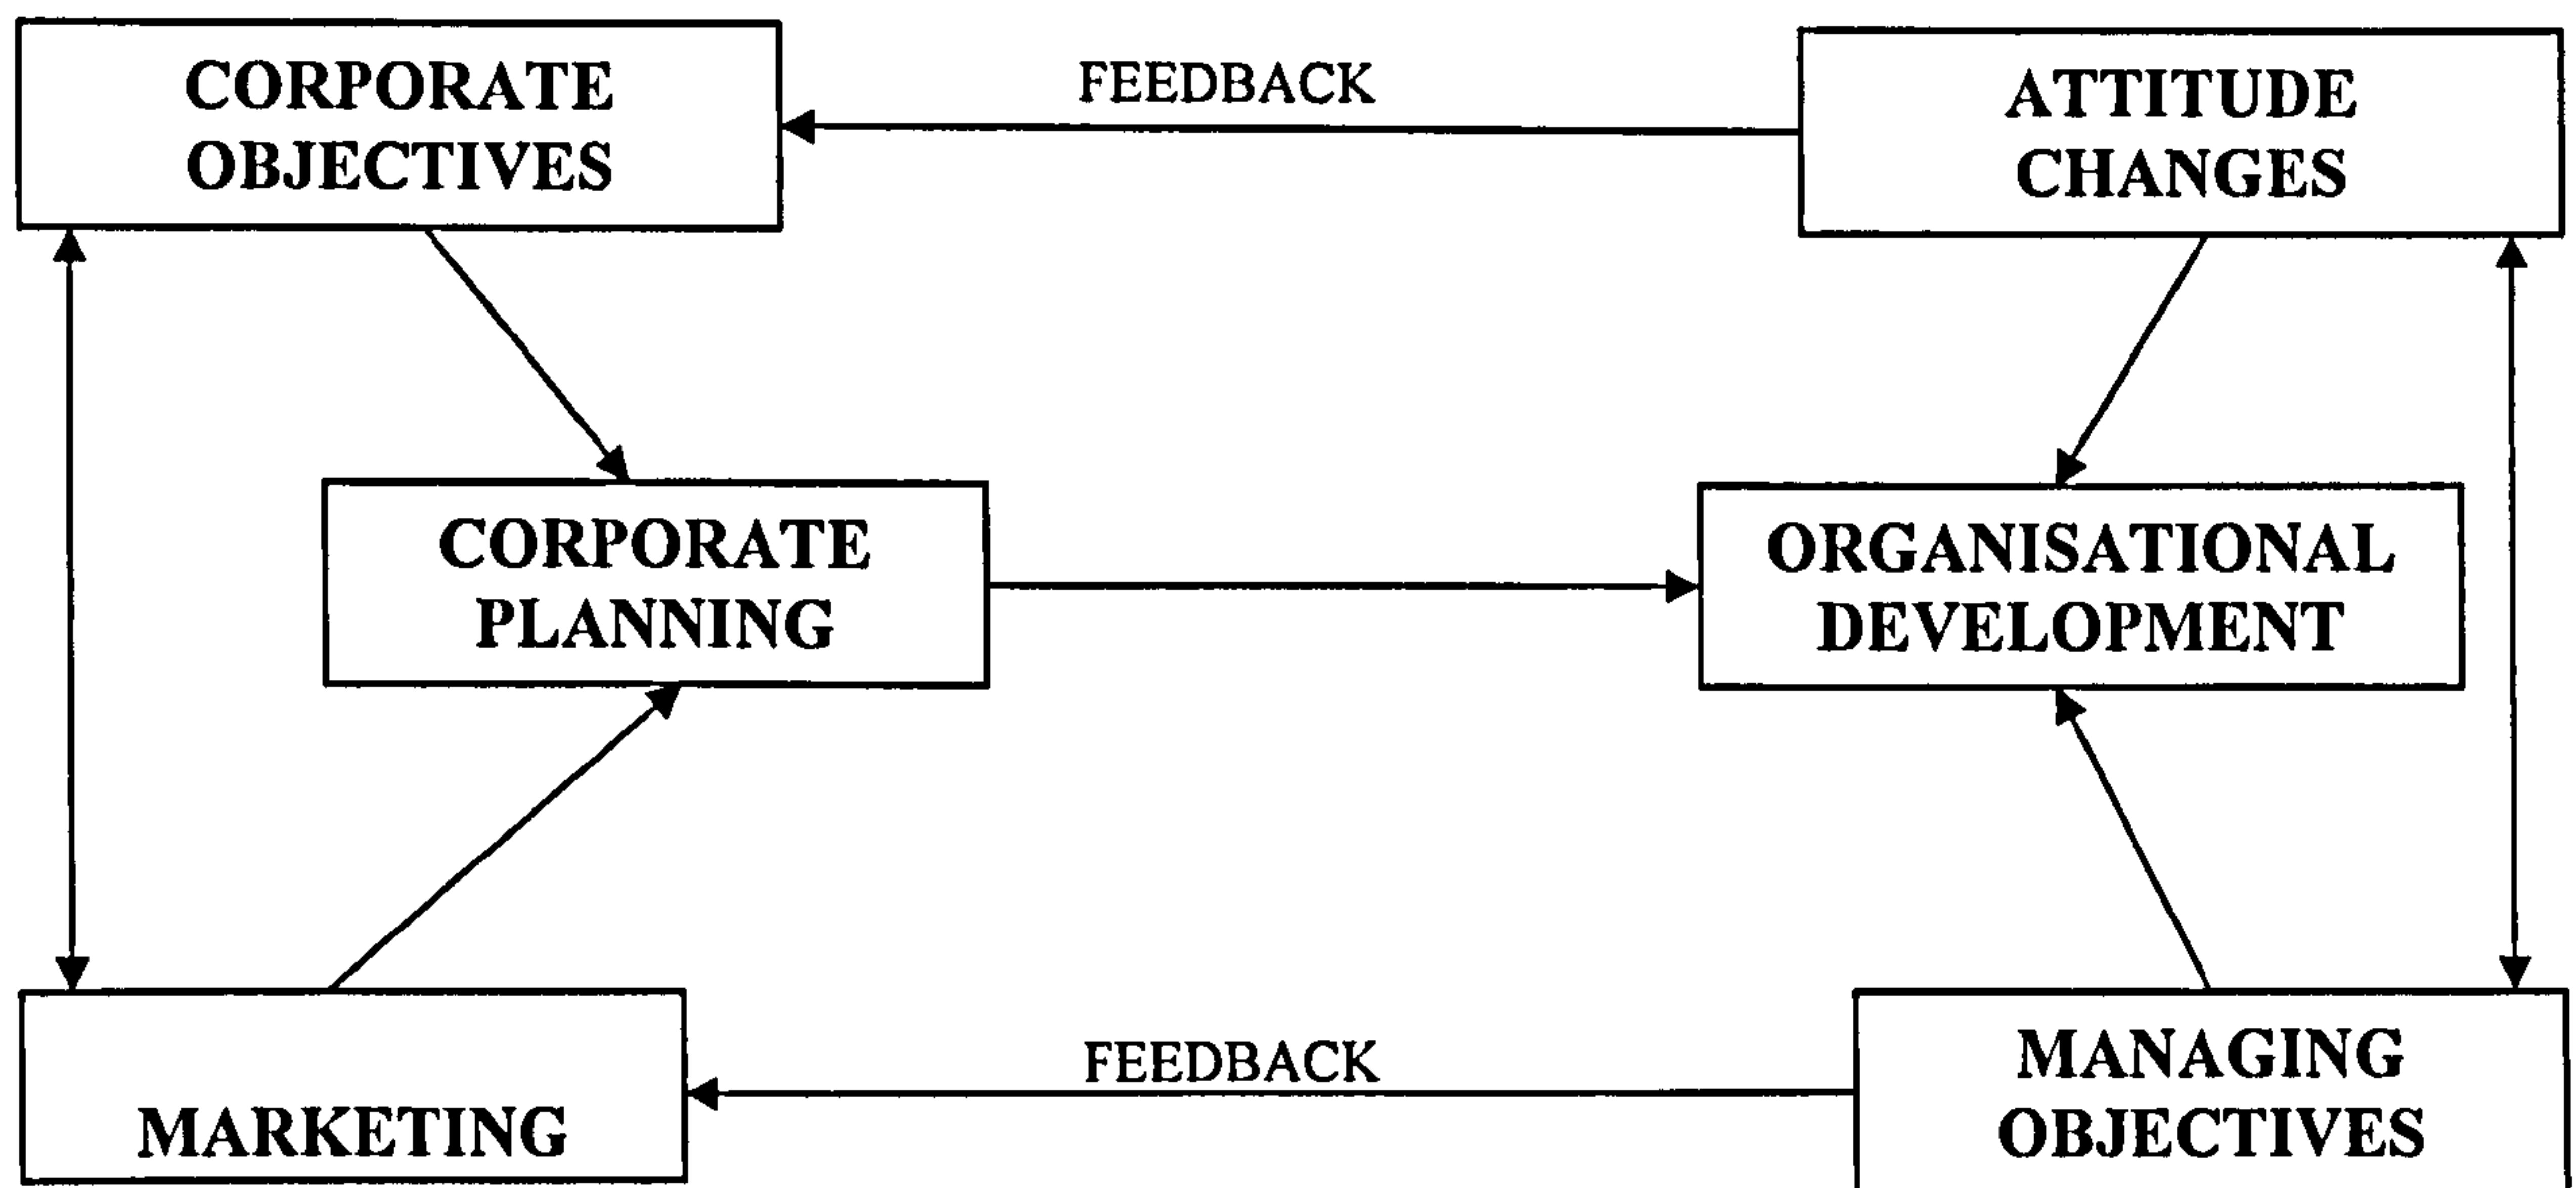 CORPORATE
OBJECTIVES
FEEDBACK
ATTITUDE
CHANGES
CORPORATE
PLANNING
ORGANISATIONAL
DEVELOPMENT
MARKETING
FEEDBACK
MANAGING
OBJECTIVES